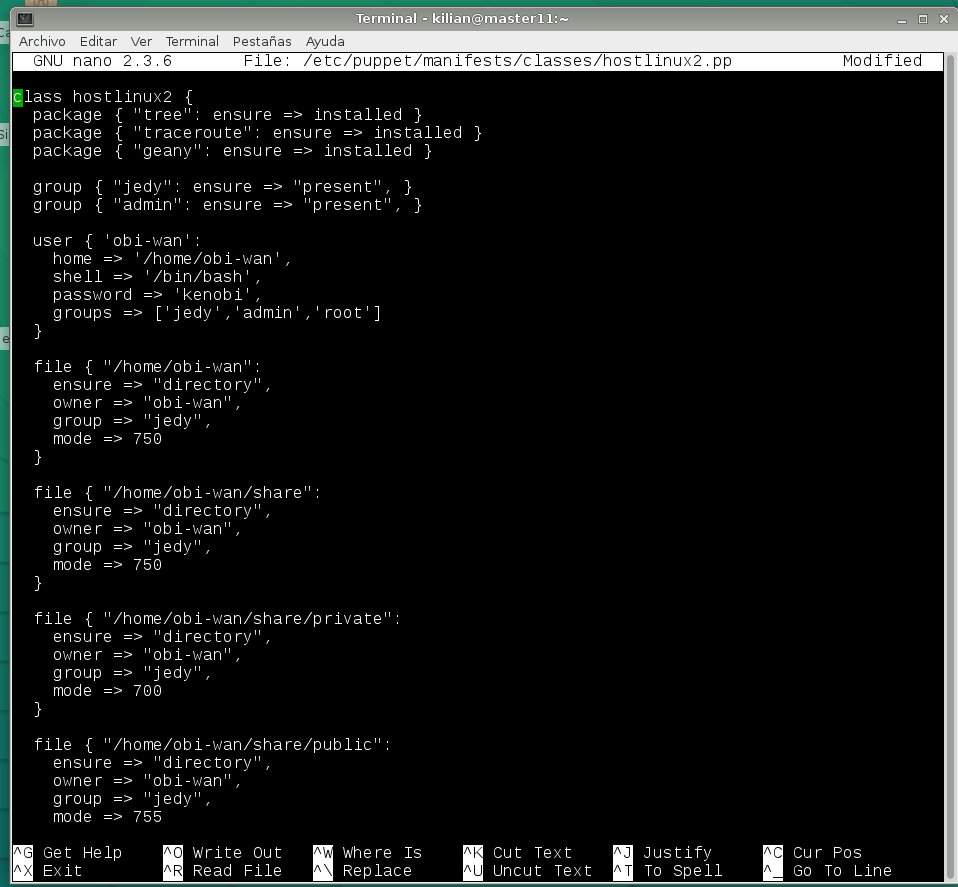 Terminal - kilian@master11:~
Archivo Editar Ver Terminal Pestañas Ayuda
GNU nano 2.3.6 File: /etc/puppet/manifests/classes/hostlinux2.pp Modified
class hostlinux2 {
package { "tree": ensure => installed }
package { "traceroute": ensure => installed }
package { "geany": ensure => installed }
group { "jedy": ensure => "present", }
group { "admin": ensure => "present", }
user { 'obi-wan':
home => '/home/obi-wan',
shell => '/bin/bash',
password => 'kenobi',
groups => ['jedy','admin','root']
}
file { "/home/obi-wan":
ensure => "directory",
owner => "obi-wan",
group => "jedy",
mode => 750
}
file { "/home/obi-wan/share":
ensure => "directory",
owner => "obi-wan",
group => "jedy",
mode => 750
}
file { "/home/obi-wan/share/private":
ensure => "directory",
owner => "obi-wan",
group => "jedy",
mode => 700
}
file { "/home/obi-wan/share/public":
ensure => "directory",
owner => "obi-wan",
group => "jedy",
mode => 755
^G Get Help ^O Write Out ^W Where Is ^K Cut Text ^J Justify ^C Cur Pos
^X Exit ^R Read File ^\ Replace ^U Uncut Text ^T To Spell ^_ Go To Line